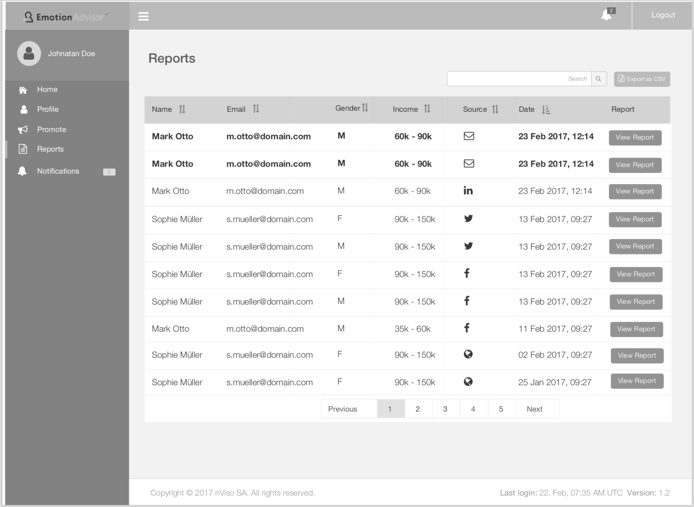 EmotionAdvisor™
Logout
Johnatan Doe
Home
Profile
Promote
Reports
Notifications
Reports
Search
Export as CSV
Name Email Gender Income Source Date Report
Mark Otto m.otto@domain.com M 60k - 90k 23 Feb 2017, 12:14 View Report
Mark Otto m.otto@domain.com M 60k - 90k 23 Feb 2017, 12:14 View Report
Mark Otto m.otto@domain.com M 60k - 90k in 23 Feb 2017, 12:14 View Report
Sophie Müller s.mueller@domain.com F 90k - 150k 13 Feb 2017, 09:27 View Report
Sophie Müller s.mueller@domain.com M 90k - 150k 13 Feb 2017, 09:27 View Report
Sophie Müller s.mueller@domain.com F 90k - 150k f 13 Feb 2017, 09:27 View Report
Sophie Müller s.mueller@domain.com M 90k - 150k f 13 Feb 2017, 09:27 View Report
Mark Otto m.otto@domain.com M 35k - 60k f 11 Feb 2017, 09:27 View Report
Sophie Müller s.mueller@domain.com F 90k - 150k 02 Feb 2017, 09:27 View Report
Sophie Müller s.mueller@domain.com F 90k - 150k 25 Jan 2017, 09:27 View Report
Previous 1 2 3 4 5 Next
Copyright © 2017 nViso SA. All rights reserved.
Last login: 22. Feb, 07:35 AM UTC Version: 1.2